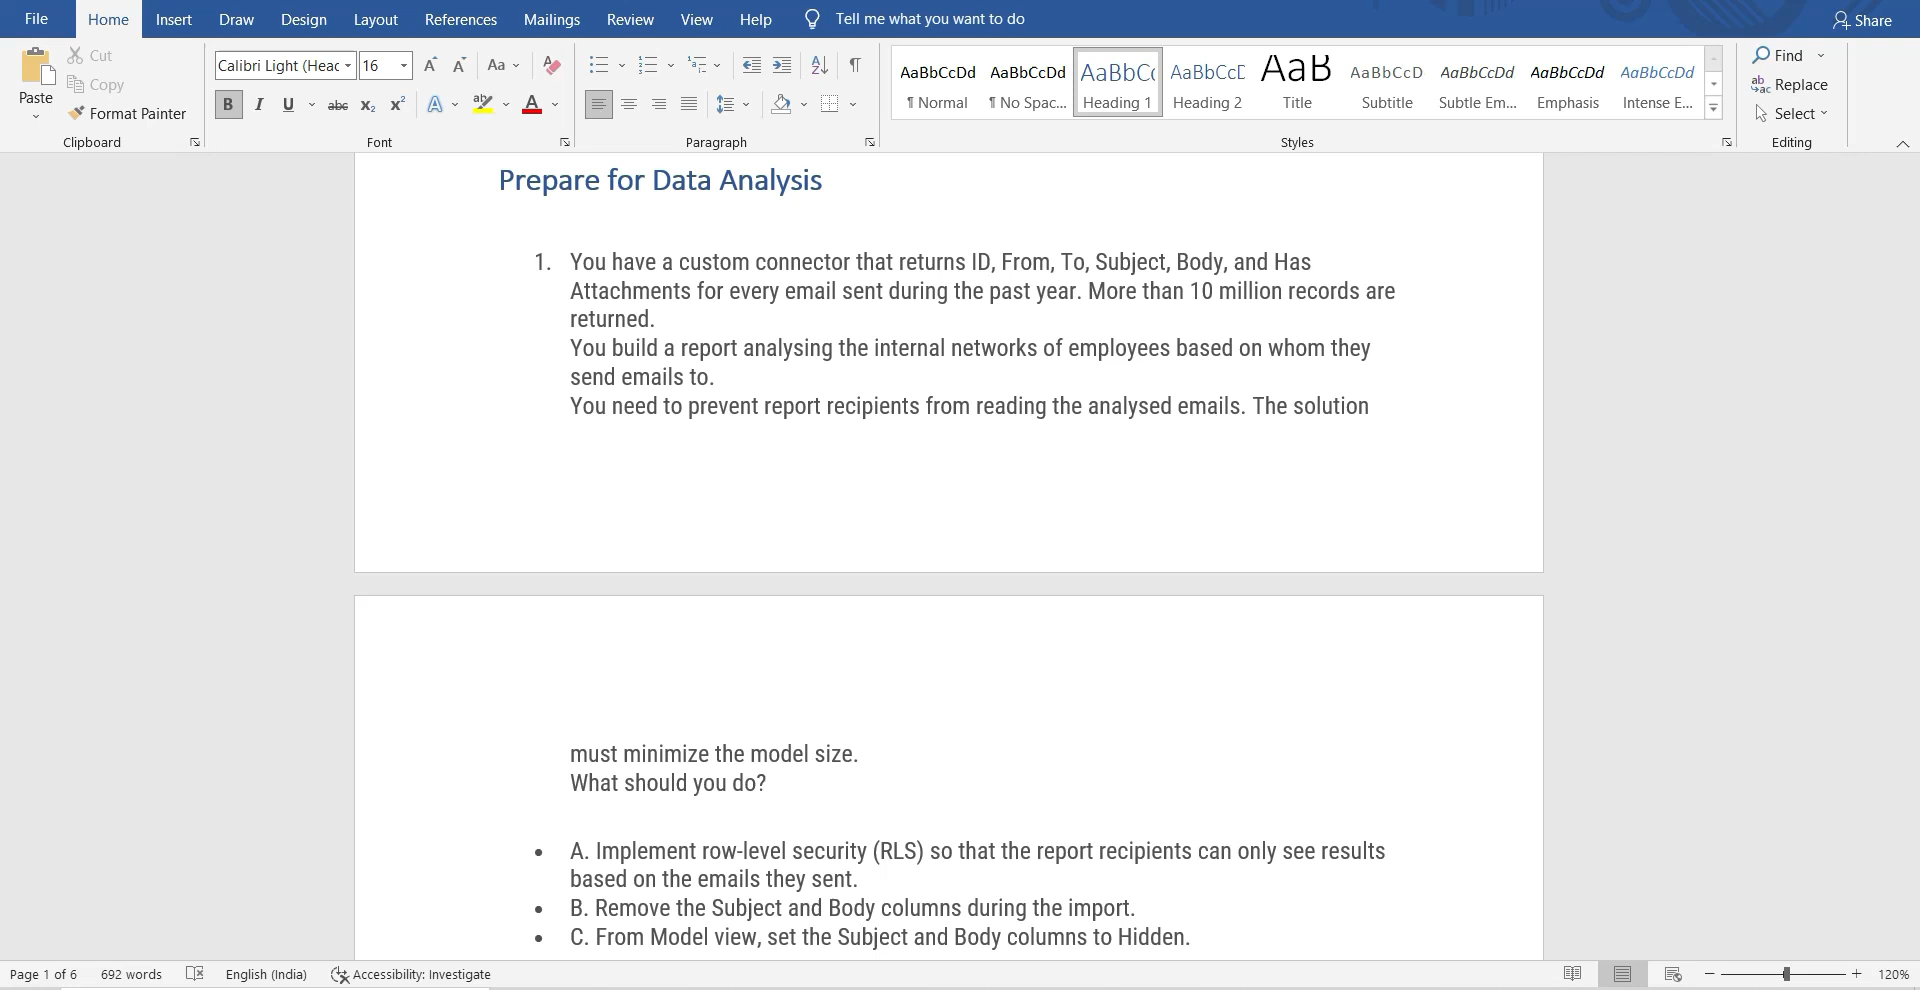 File Home Insert Draw Design Layout References Mailings Review View Help Tell me what you want to do Share
Paste Cut Copy Format Painter Clipboard
Calibri Light (Heac 16 Aa
B I U abc x₂ x² A ab A
Font
Paragraph
AaBbCcDd AaBbCcDd AaBbCc AaBbCcD AaB AaBbCcD AaBbCcDd AaBbCcDd AaBbCcDd
¶ Normal ¶ No Spac... Heading 1 Heading 2 Title Subtitle Subtle Em... Emphasis Intense E...
Styles
Find
Replace
Select
Editing
Prepare for Data Analysis
1. You have a custom connector that returns ID, From, To, Subject, Body, and Has
Attachments for every email sent during the past year. More than 10 million records are
returned.
You build a report analysing the internal networks of employees based on whom they
send emails to.
You need to prevent report recipients from reading the analysed emails. The solution
must minimize the model size.
What should you do?
• A. Implement row-level security (RLS) so that the report recipients can only see results
based on the emails they sent.
• B. Remove the Subject and Body columns during the import.
• C. From Model view, set the Subject and Body columns to Hidden.
Page 1 of 6 692 words English (India) Accessibility: Investigate 120%